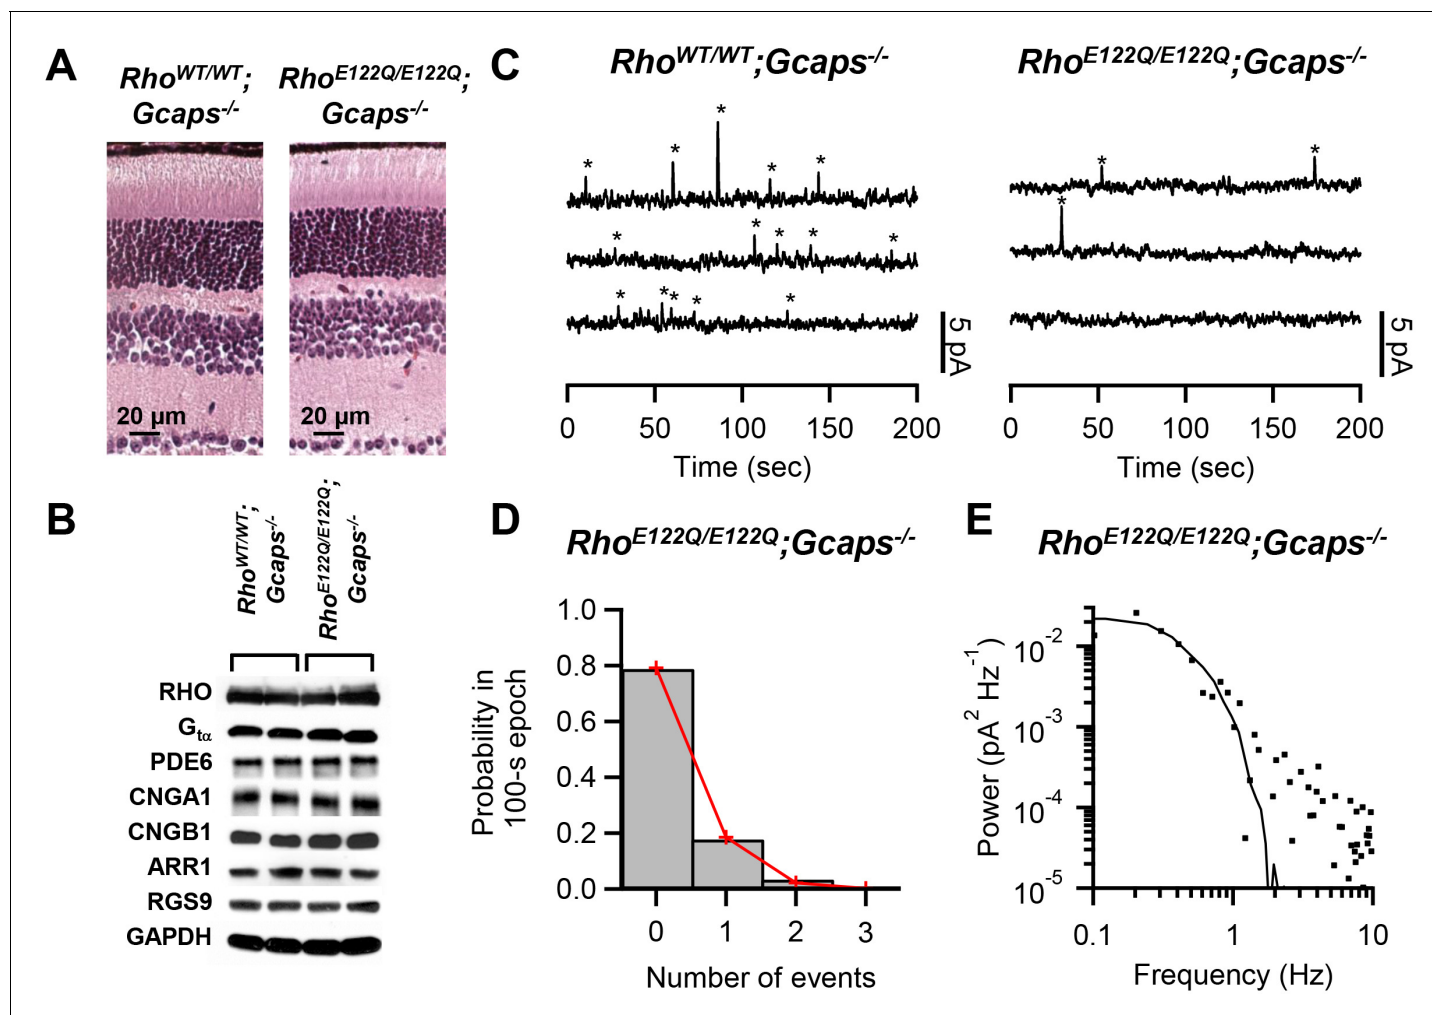 A
Rho^WT/WT;
Gcaps^-/-
Rho^E122Q/E122Q;
Gcaps^-/-
20 µm
20 µm
B
Rho^WT/WT;
Gcaps^-/-
Rho^E122Q/E122Q;
Gcaps^-/-
RHO
G_tα
PDE6
CNGA1
CNGB1
ARR1
RGS9
GAPDH
C
Rho^WT/WT;Gcaps^-/-
* * * * *
* * * * *
* * * * *
5 pA
0 50 100 150 200
Time (sec)
Rho^E122Q/E122Q;Gcaps^-/-
* *
*
5 pA
0 50 100 150 200
Time (sec)
D
Rho^E122Q/E122Q;Gcaps^-/-
Probability in
100-s epoch
1.0
0.8
0.6
0.4
0.2
0.0
0 1 2 3
Number of events
E
Rho^E122Q/E122Q;Gcaps^-/-
Power (pA² Hz⁻¹)
10⁻²
10⁻³
10⁻⁴
10⁻⁵
0.1 1 10
Frequency (Hz)